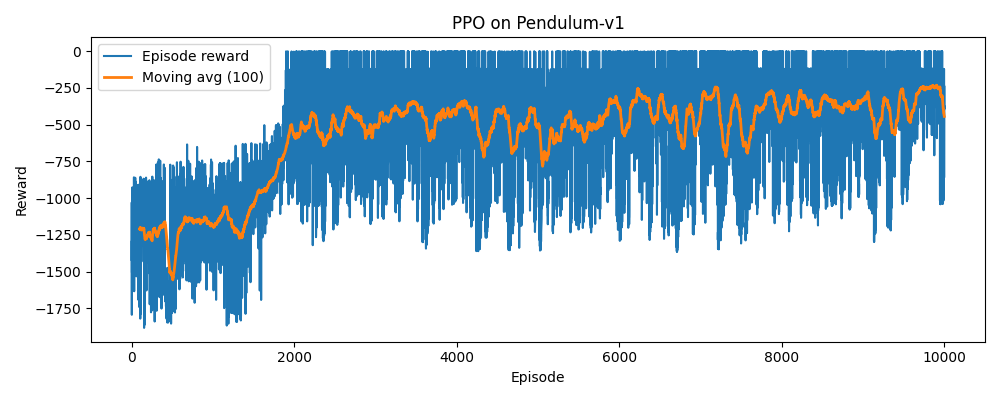 PPO on Pendulum-v1
Episode reward
Moving avg (100)
Reward
0
−250
−500
−750
−1000
−1250
−1500
−1750
0 2000 4000 6000 8000 10000
Episode